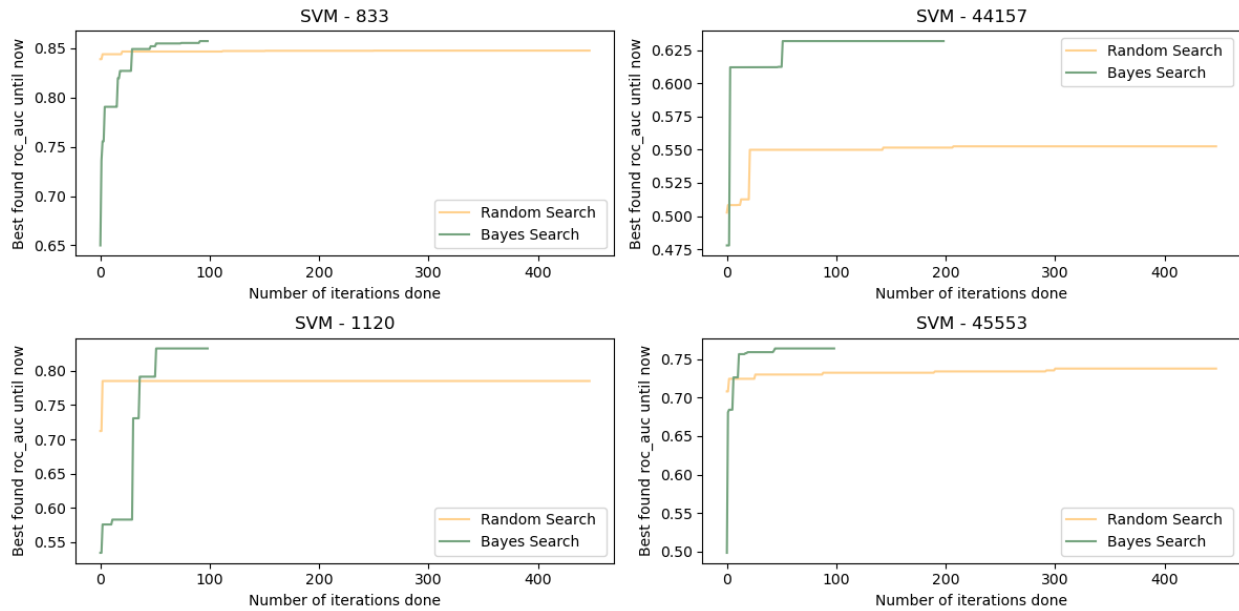 SVM - 833
Best found roc_auc until now
0.85
0.80
0.75
0.70
0.65
Random Search
Bayes Search
0
100
200
300
400
Number of iterations done
SVM - 44157
Best found roc_auc until now
0.625
0.600
0.575
0.550
0.525
0.500
0.475
Random Search
Bayes Search
0
100
200
300
400
Number of iterations done
SVM - 1120
Best found roc_auc until now
0.80
0.75
0.70
0.65
0.60
0.55
Random Search
Bayes Search
0
100
200
300
400
Number of iterations done
SVM - 45553
Best found roc_auc until now
0.75
0.70
0.65
0.60
0.55
0.50
Random Search
Bayes Search
0
100
200
300
400
Number of iterations done